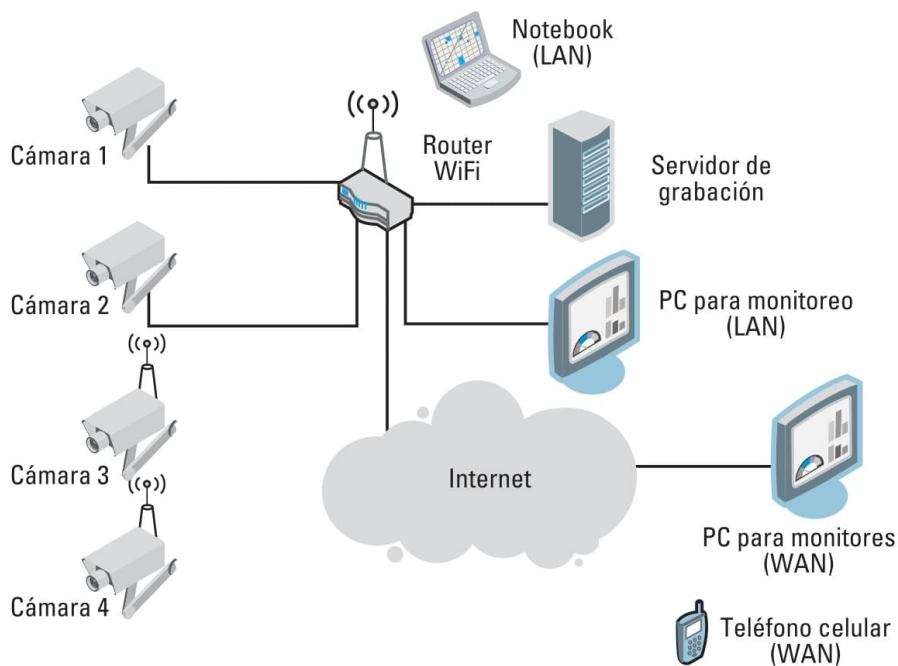 Notebook
(LAN)
Cámara 1
Router
WiFi
Servidor de
grabación
Cámara 2
PC para monitoreo
(LAN)
Cámara 3
Internet
PC para monitores
(WAN)
Cámara 4
Teléfono celular
(WAN)